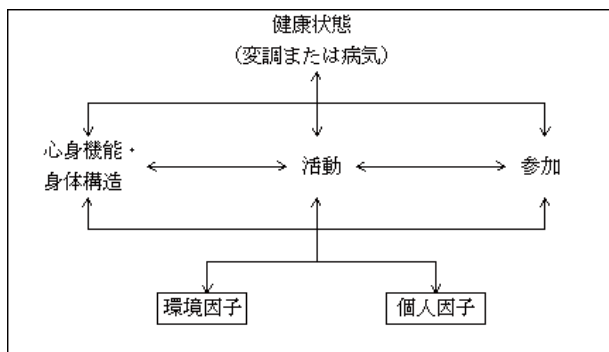 健康状態
(変調または病気)
心身機能・
身体構造
活動
参加
環境因子
個人因子